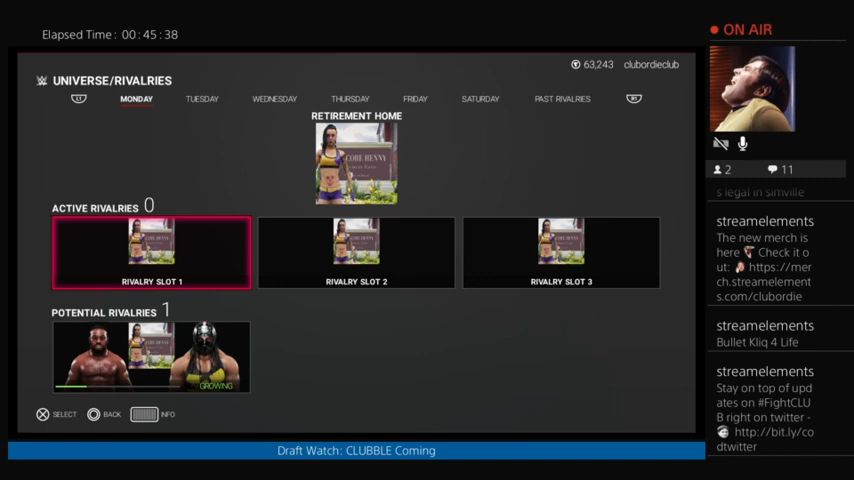 Elapsed Time : 00:45:38
ON AIR
63,243 clubordieclub
UNIVERSE/RIVALRIES
L1 MONDAY TUESDAY WEDNESDAY THURSDAY FRIDAY SATURDAY PAST RIVALRIES R1
RETIREMENT HOME
CORE HENNY
2 11
s legal in simville
ACTIVE RIVALRIES 0
RIVALRY SLOT 1 RIVALRY SLOT 2 RIVALRY SLOT 3
POTENTIAL RIVALRIES 1
GROWING
SELECT BACK INFO
Draft Watch: CLUBBLE Coming
streamelements
The new merch is
here Check it o
ut: https://mer
ch.streamelement
s.com/clubordie
streamelements
Bullet Kliq 4 Life
streamelements
Stay on top of upd
ates on #FightCLU
B right on twitter -
http://bit.ly/co
dtwitter